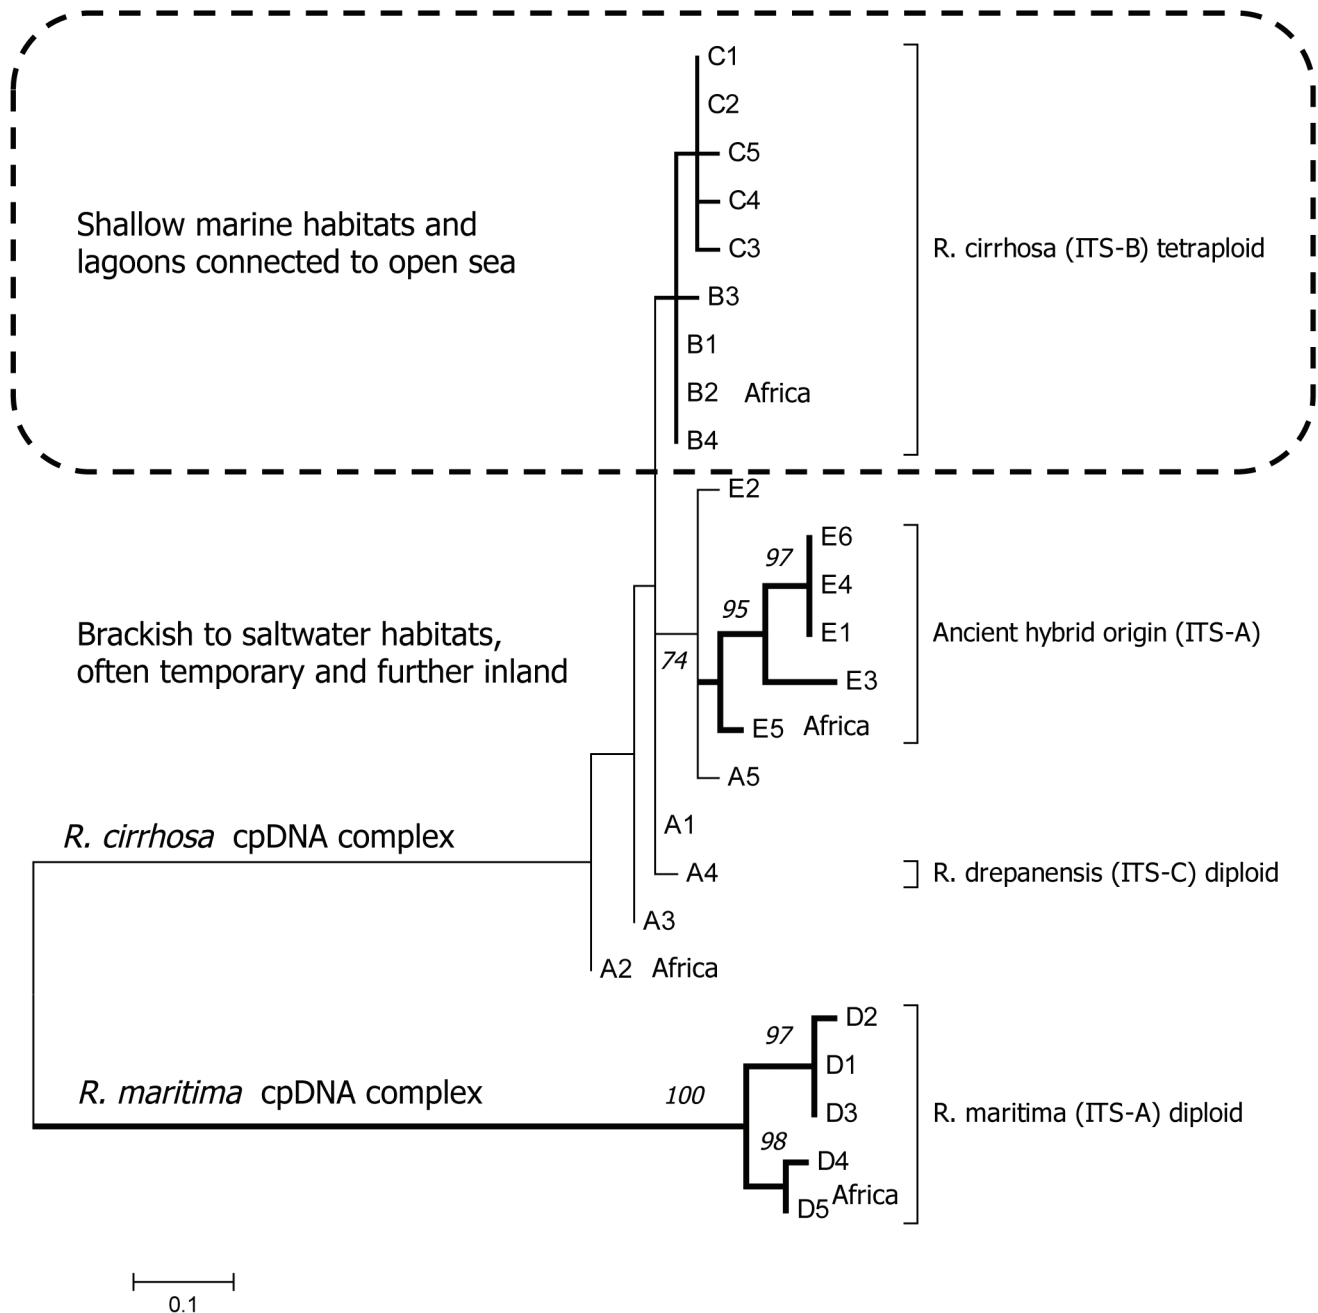 C1
C2
C5
C4
C3
Shallow marine habitats and
lagoons connected to open sea
R. cirrhosa (ITS-B) tetraploid
B3
B1
B2 Africa
B4
E2
E6
97
E4
95
E1
Ancient hybrid origin (ITS-A)
Brackish to saltwater habitats,
often temporary and further inland
74
E3
E5 Africa
A5
A1
R. cirrhosa cpDNA complex
A4
R. drepanensis (ITS-C) diploid
A3
A2 Africa
D2
97
D1
R. maritima cpDNA complex
100
D3
R. maritima (ITS-A) diploid
98
D4
D5 Africa
0.1